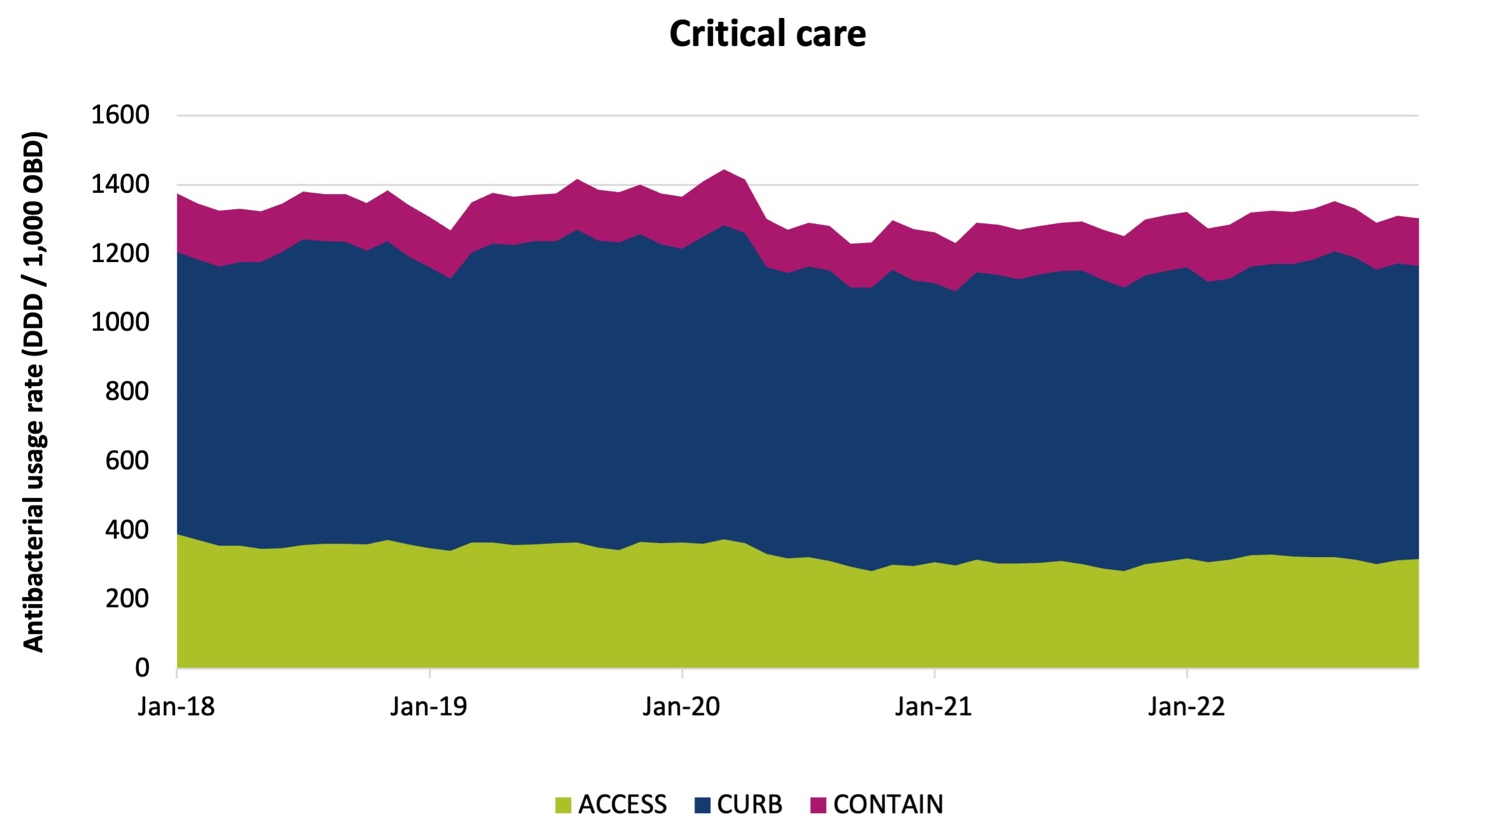 Critical care
Antibacterial usage rate (DDD / 1,000 OBD)
1600
1400
1200
1000
800
600
400
200
0
Jan-18 Jan-19 Jan-20 Jan-21 Jan-22
ACCESS CURB CONTAIN